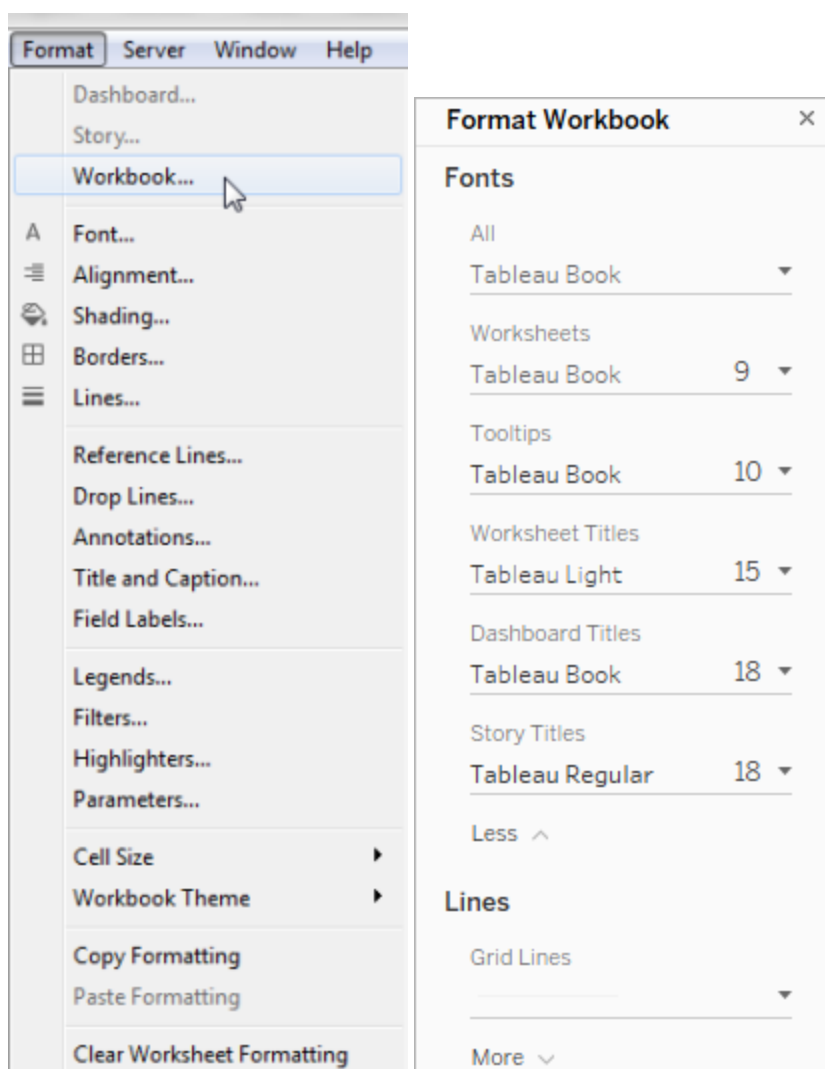 Format Server Window Help
Dashboard...
Story...
Workbook...
A Font...
Alignment...
Shading...
Borders...
Lines...
Reference Lines...
Drop Lines...
Annotations...
Title and Caption...
Field Labels...
Legends...
Filters...
Highlighters...
Parameters...
Cell Size
Workbook Theme
Copy Formatting
Paste Formatting
Clear Worksheet Formatting
Format Workbook
Fonts
All
Tableau Book
Worksheets
Tableau Book 9
Tooltips
Tableau Book 10
Worksheet Titles
Tableau Light 15
Dashboard Titles
Tableau Book 18
Story Titles
Tableau Regular 18
Less
Lines
Grid Lines
More